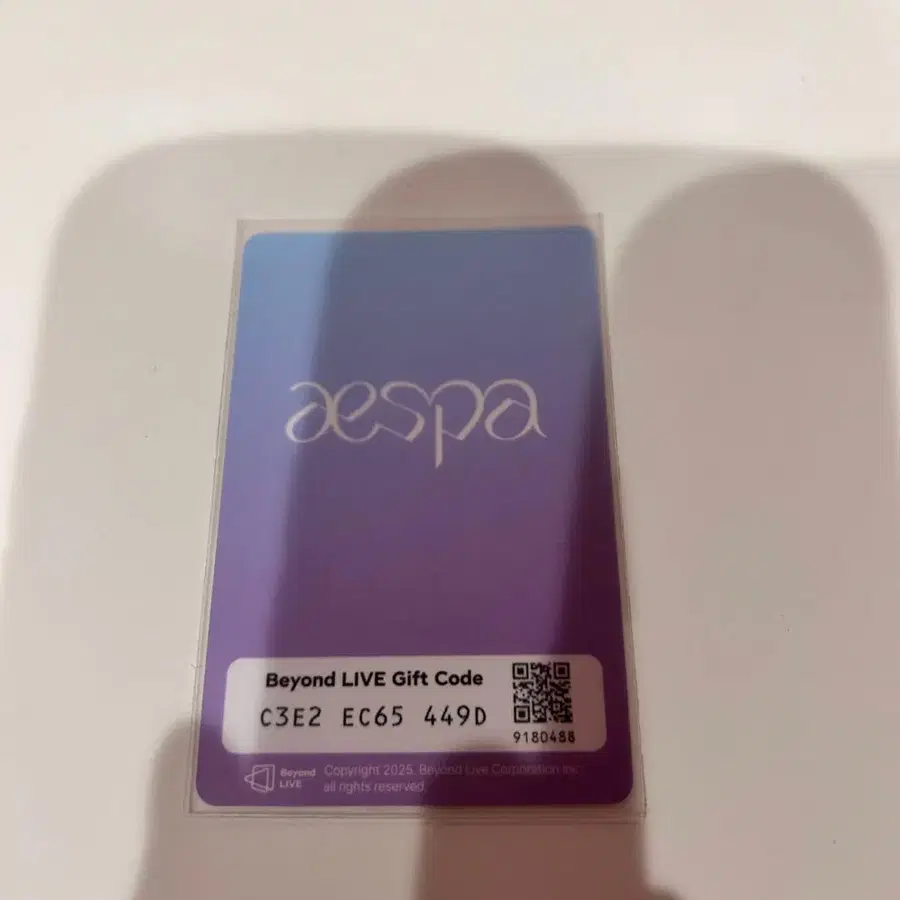 aespa
Beyond LIVE Gift Code
C3E2 EC65 449D
9180488
Beyond
LIVE
Copyright 2025. Beyond Live Corporation Inc.
all rights reserved.